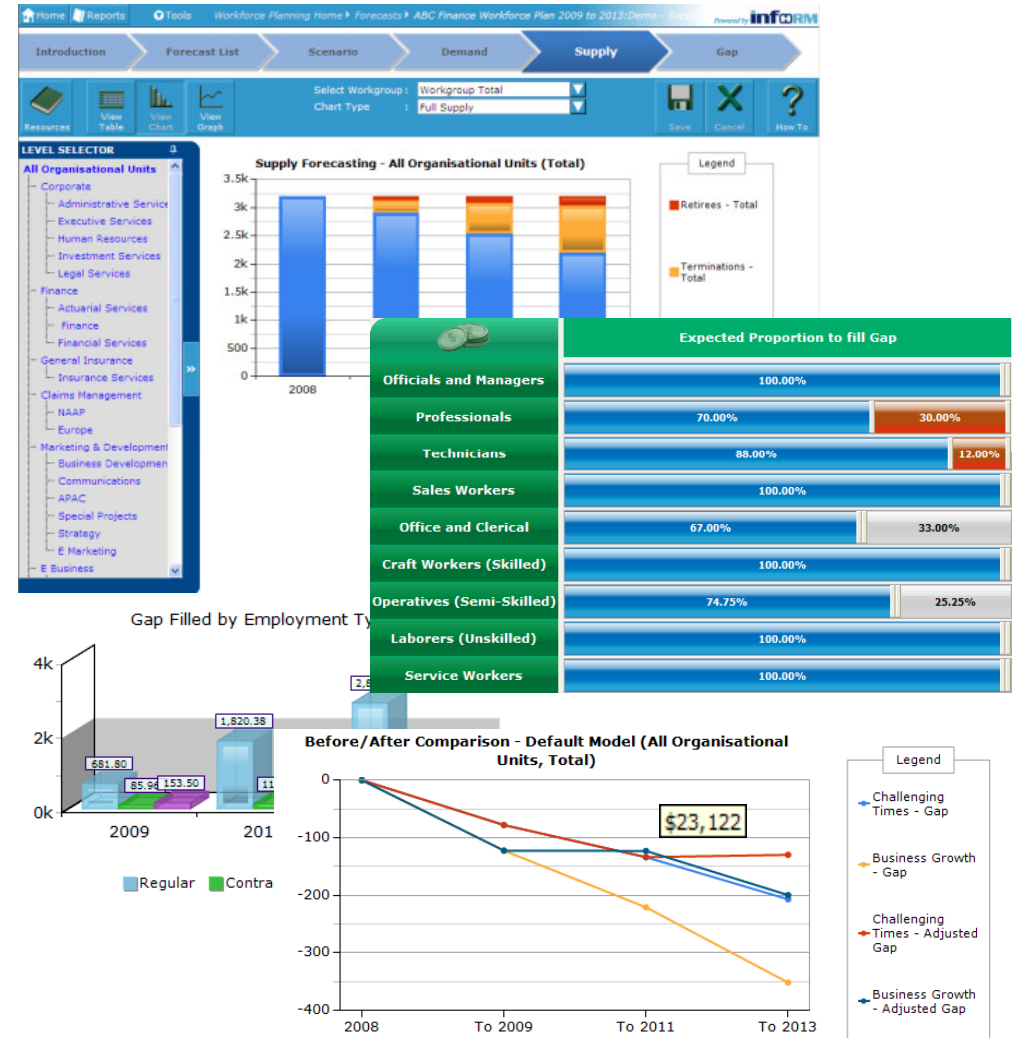 Home Reports Tools Workforce Planning Home Forecasts ABC Finance Workforce Plan 2009 to 2013:Demo - Powered by infoRM
Introduction Forecast List Scenario Demand Supply Gap
Select Workgroup : Workgroup Total
Chart Type : Full Supply
Resources View Table View Chart View Graph Save Cancel How To
LEVEL SELECTOR
All Organisational Units
Corporate
Administrative Service
Executive Services
Human Resources
Investment Services
Legal Services
Finance
Actuarial Services
Finance
Financial Services
General Insurance
Insurance Services
Claims Management
NAAP
Europe
Marketing & Development
Business Developmen
Communications
APAC
Special Projects
Strategy
E Marketing
E Business
Supply Forecasting - All Organisational Units (Total)
3.5k
3k
2.5k
2k
1.5k
1k
500
0
2008
Legend
Retirees - Total
Terminations -
Total
Expected Proportion to fill Gap
Officials and Managers 100.00%
Professionals 70.00% 30.00%
Technicians 88.00% 12.00%
Sales Workers 100.00%
Office and Clerical 67.00% 33.00%
Craft Workers (Skilled) 100.00%
Operatives (Semi-Skilled) 74.75% 25.25%
Laborers (Unskilled) 100.00%
Service Workers 100.00%
Gap Filled by Employment Ty
4k
2k
0k
681.80
85.96
153.50
1,820.38
11
2,8
2009
201
Regular Contra
Before/After Comparison - Default Model (All Organisational
Units, Total)
0
-100
-200
-300
-400
$23,122
2008 To 2009 To 2011 To 2013
Legend
Challenging
Times - Gap
Business Growth
- Gap
Challenging
Times - Adjusted
Gap
Business Growth
- Adjusted Gap